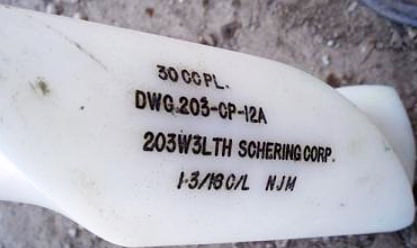 30 CC PL.
DWG.203-CP-12A
203W3LTH SCHERING CORP.
1-3/16 C/L NJM